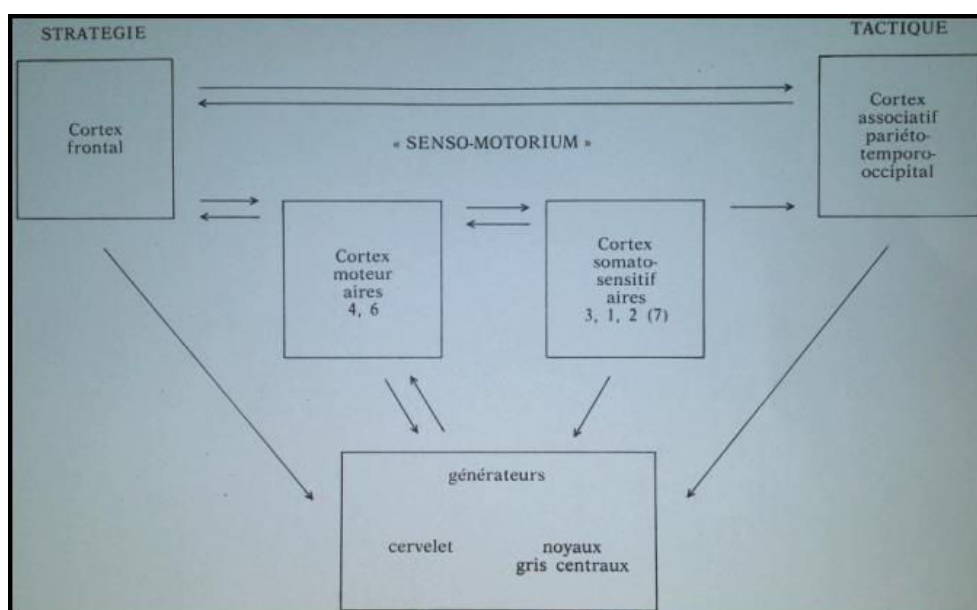 STRATEGIE
TACTIQUE
Cortex
frontal
Cortex
associatif
pariéto-
temporo-
occipital
« SENSO-MOTORIUM »
Cortex
moteur
aires
4, 6
Cortex
somato-
sensitif
aires
3, 1, 2 (7)
générateurs
cervelet
noyaux
gris centraux